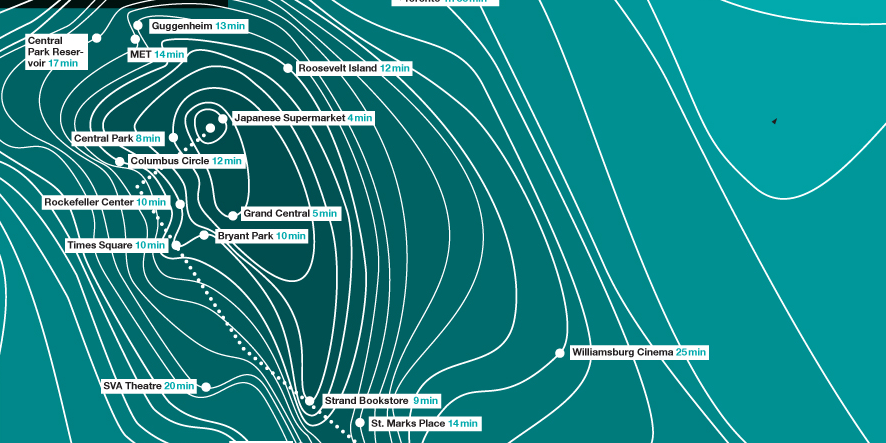 Guggenheim 13 min
Central
Park Reser-
voir 17 min
MET 14 min
Roosevelt Island 12 min
Japanese Supermarket 4 min
Central Park 8 min
Columbus Circle 12 min
Rockefeller Center 10 min
Grand Central 5 min
Bryant Park 10 min
Times Square 10 min
Williamsburg Cinema 25 min
SVA Theatre 20 min
Strand Bookstore 9 min
St. Marks Place 14 min